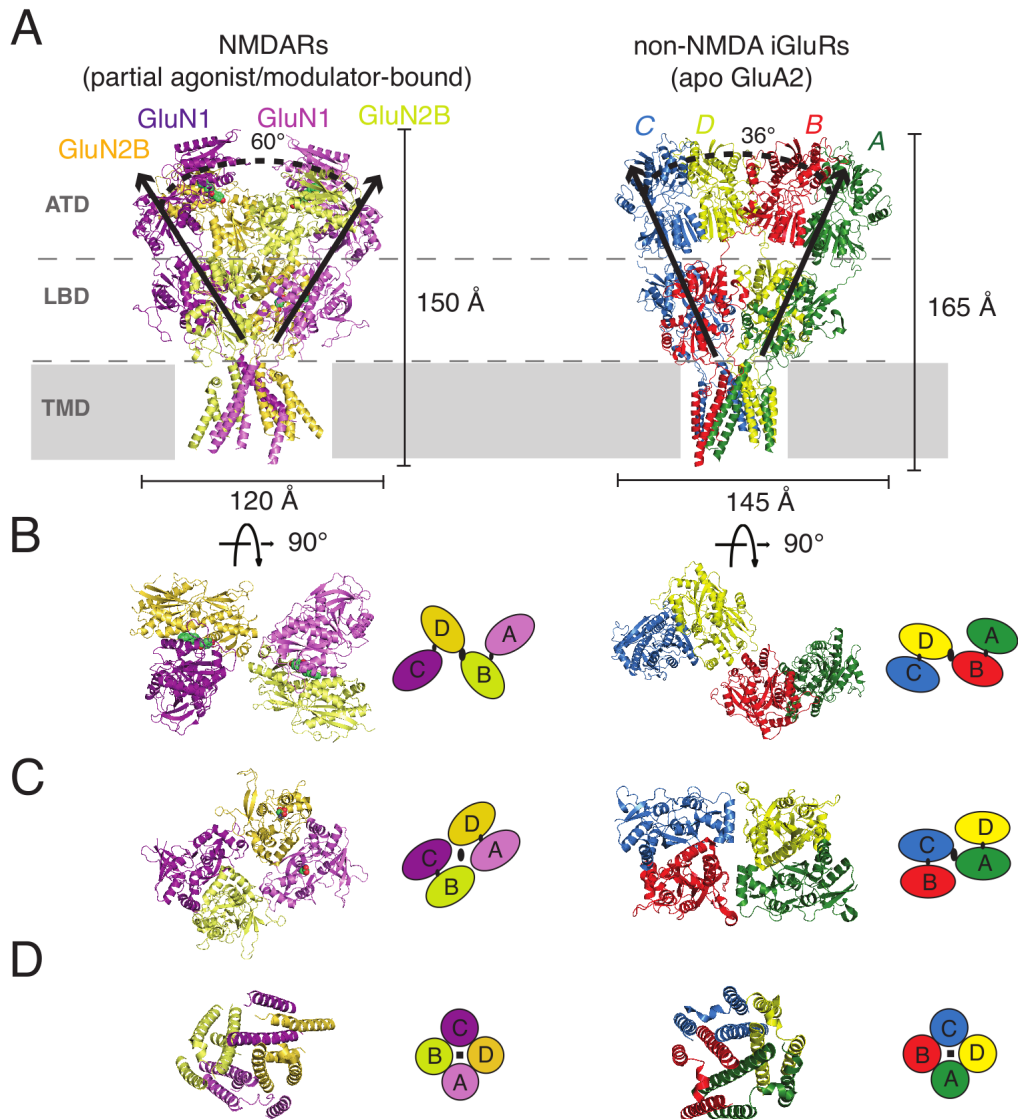 A
NMDARs
(partial agonist/modulator-bound)
non-NMDA iGluRs
(apo GluA2)
GluN1
GluN1
GluN2B
GluN2B
60°
C
D
36°
B
A
ATD
LBD
150 Å
165 Å
TMD
120 Å
145 Å
B
90°
90°
D
A
C
B
D
A
C
B
C
D
C
A
B
D
C
A
B
D
C
B
D
A
C
B
D
A